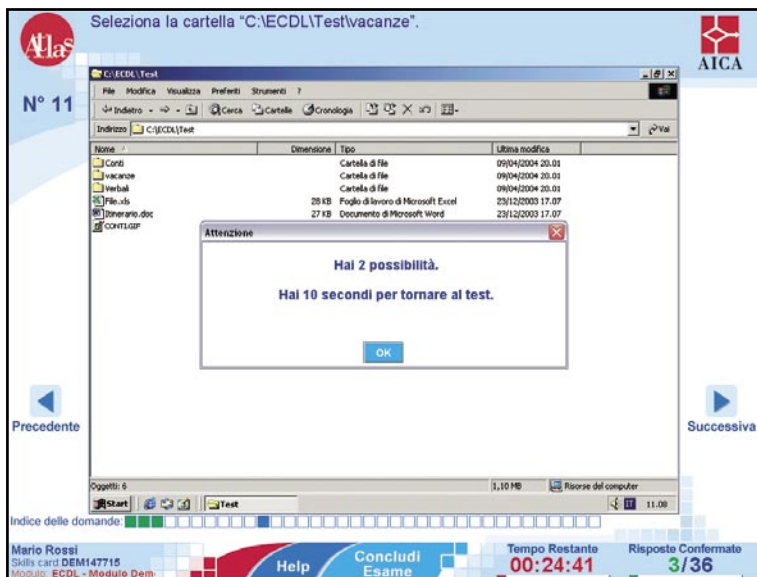 Seleziona la cartella “C:\ECDL\Test\vacanze”.
Atlas
AICA
N° 11
C:\ECDL\Test
File Modifica Visualizza Preferiti Strumenti ?
Indietro Cerca Cartelle Cronologia
Indirizzo C:\ECDL\Test Vai
Nome Dimensione Tipo Ultima modifica
Conti Cartella di file 09/04/2004 20.01
vacanze Cartella di file 09/04/2004 20.01
Verbali Cartella di file 09/04/2004 20.01
File.xls 28 KB Foglio di lavoro di Microsoft Excel 23/12/2003 17.07
Itinerario.doc 27 KB Documento di Microsoft Word 23/12/2003 17.07
CONTI.GIF
Attenzione
Hai 2 possibilità.
Hai 10 secondi per tornare al test.
OK
Precedente
Successiva
Oggetti: 6 1,10 MB Risorse del computer
Start Test IT 11.08
Indice delle domande:
Mario Rossi
Skills card DEM147715
Modulo ECDL - Modulo Dem
Help
Concludi Esame
Tempo Restante
00:24:41
Risposte Confermate
3/36